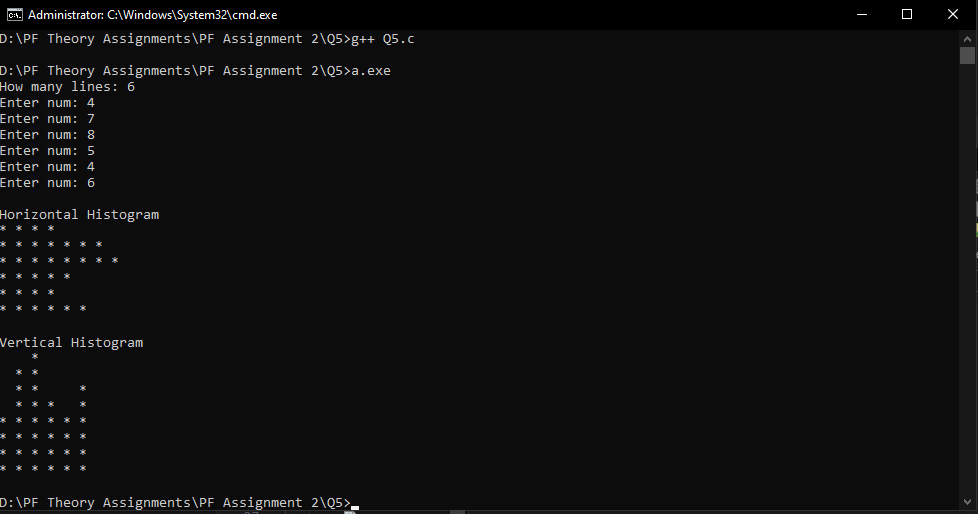 Administrator: C:\Windows\System32\cmd.exe
D:\PF Theory Assignments\PF Assignment 2\Q5>g++ Q5.c
D:\PF Theory Assignments\PF Assignment 2\Q5>a.exe
How many lines: 6
Enter num: 4
Enter num: 7
Enter num: 8
Enter num: 5
Enter num: 4
Enter num: 6
Horizontal Histogram
* * * *
* * * * * * *
* * * * * * * *
* * * * *
* * * *
* * * * * *
Vertical Histogram
    *
  * *
  * *     *
  * * *   *
* * * * * *
* * * * * *
* * * * * *
* * * * * *
D:\PF Theory Assignments\PF Assignment 2\Q5>